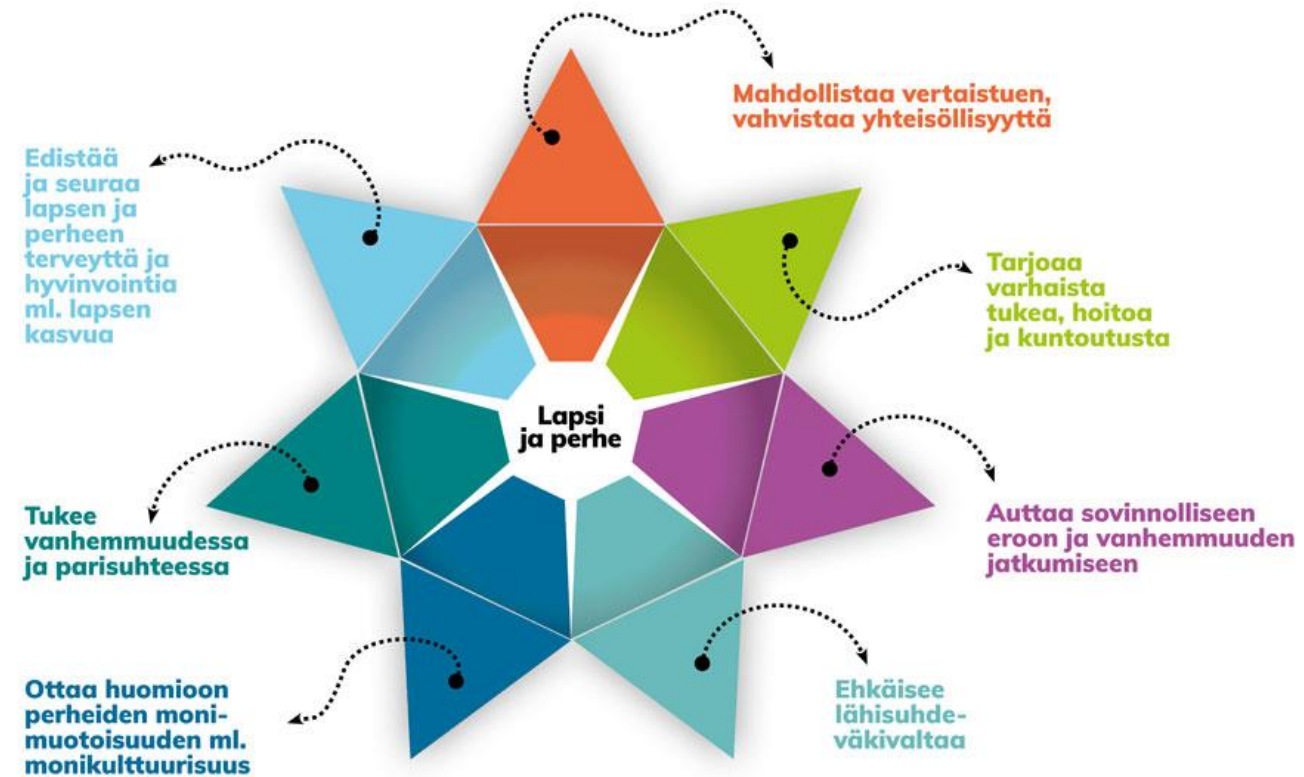 Mahdollistaa vertaistuen,
vahvistaa yhteisöllisyyttä
Edistää
ja seuraa
lapsen ja
perheen
terveyttä ja
hyvinvointia
ml. lapsen
kasvua
Tarjoaa
varhaista
tukea, hoitoa
ja kuntoutusta
Lapsi
ja perhe
Tukee
vanhemmuudessa
ja parisuhteessa
Auttaa sovinnolliseen
eroon ja vanhemmuuden
jatkumiseen
Ottaa huomioon
perheiden moni-
muotoisuuden ml.
monikulttuurisuus
Ehkäisee
lähisuhde-
väkivaltaa